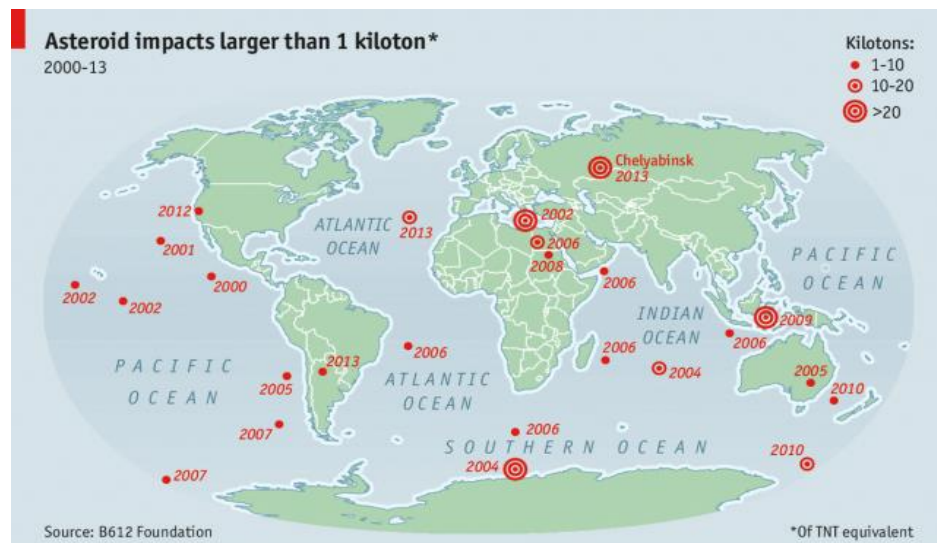 Asteroid impacts larger than 1 kiloton*
2000-13
Kilotons:
1-10
10-20
>20
Chelyabinsk
2013
2012
ATLANTIC
OCEAN
2013
2002
2001
2006
2008
PACIFIC
OCEAN
2000
2006
2002
2002
INDIAN
OCEAN
2009
2006
2006
2006
PACIFIC
OCEAN
2013
ATLANTIC
OCEAN
2004
2005
2005
2010
2007
2006
SOUTHERN OCEAN
2004
2010
2007
Source: B612 Foundation
*Of TNT equivalent